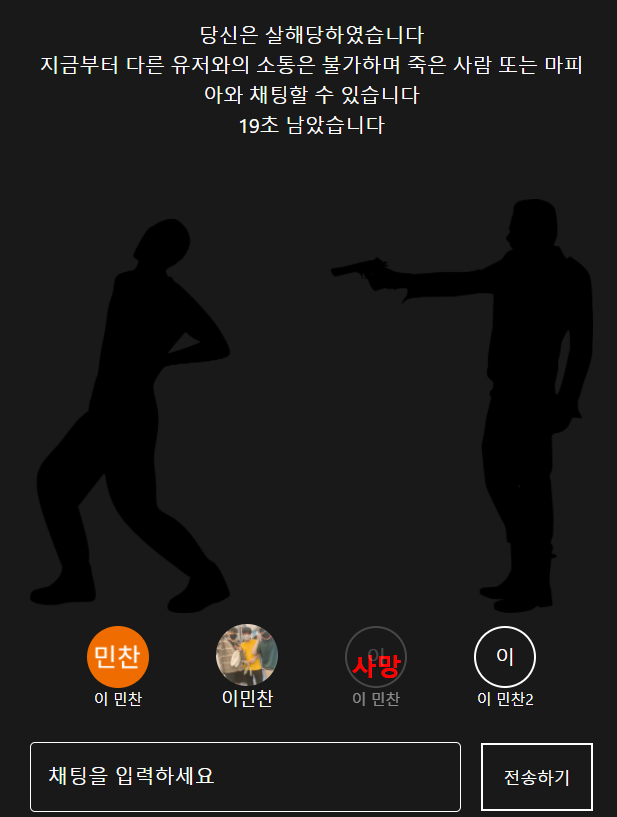 당신은 살해당하였습니다
지금부터 다른 유저와의 소통은 불가하며 죽은 사람 또는 마피
아와 채팅할 수 있습니다
19초 남았습니다
민찬
이
사망
이
이 민찬
이민찬
이 민찬
이 민찬2
채팅을 입력하세요
전송하기